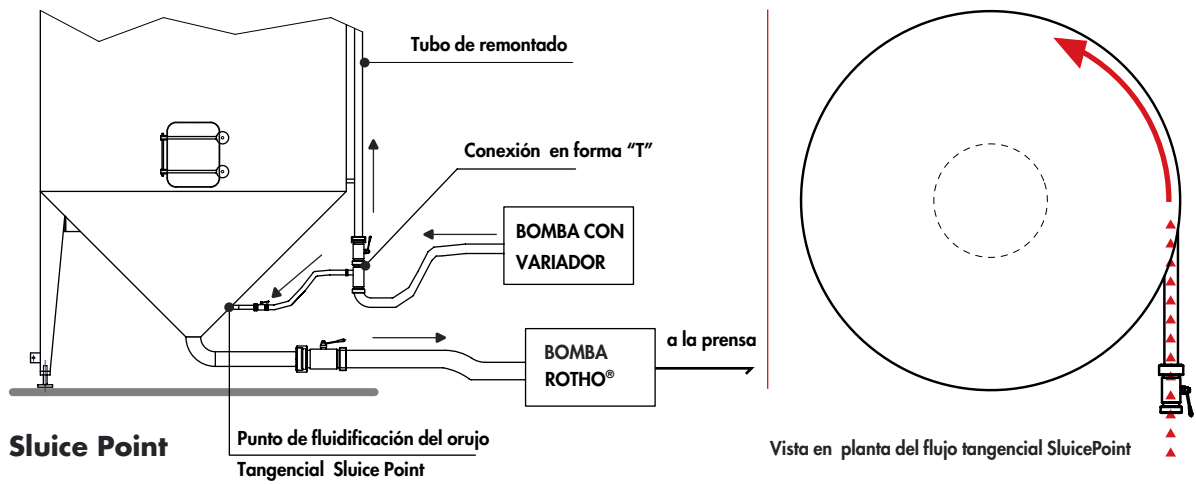 Tubo de remontado
Conexión en forma “T”
BOMBA CON
VARIADOR
BOMBA
ROTHO®
a la prensa
Sluice Point
Punto de fluidificación del orujo
Tangencial Sluice Point
Vista en planta del flujo tangencial SluicePoint